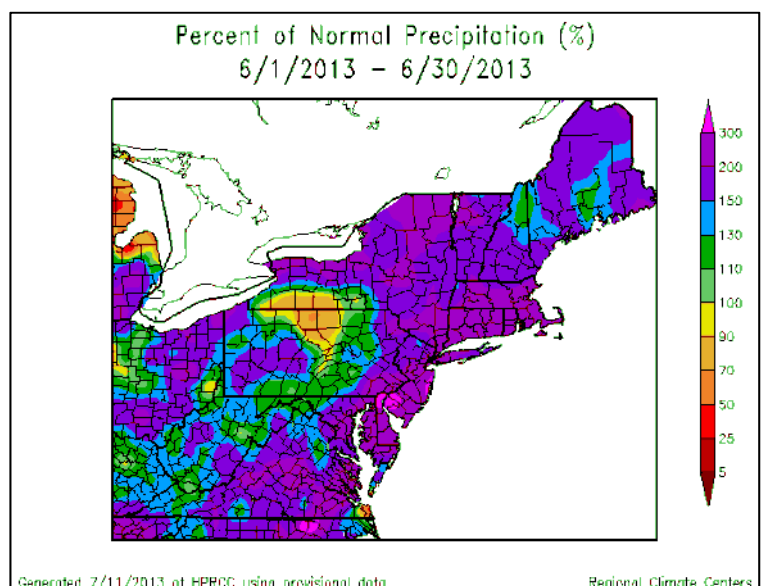 Percent of Normal Precipitation (%)
6/1/2013 – 6/30/2013
300
200
150
130
110
100
90
70
50
25
5
Generated 7/11/2013 at HPRCC using provisional data.
Regional Climate Centers